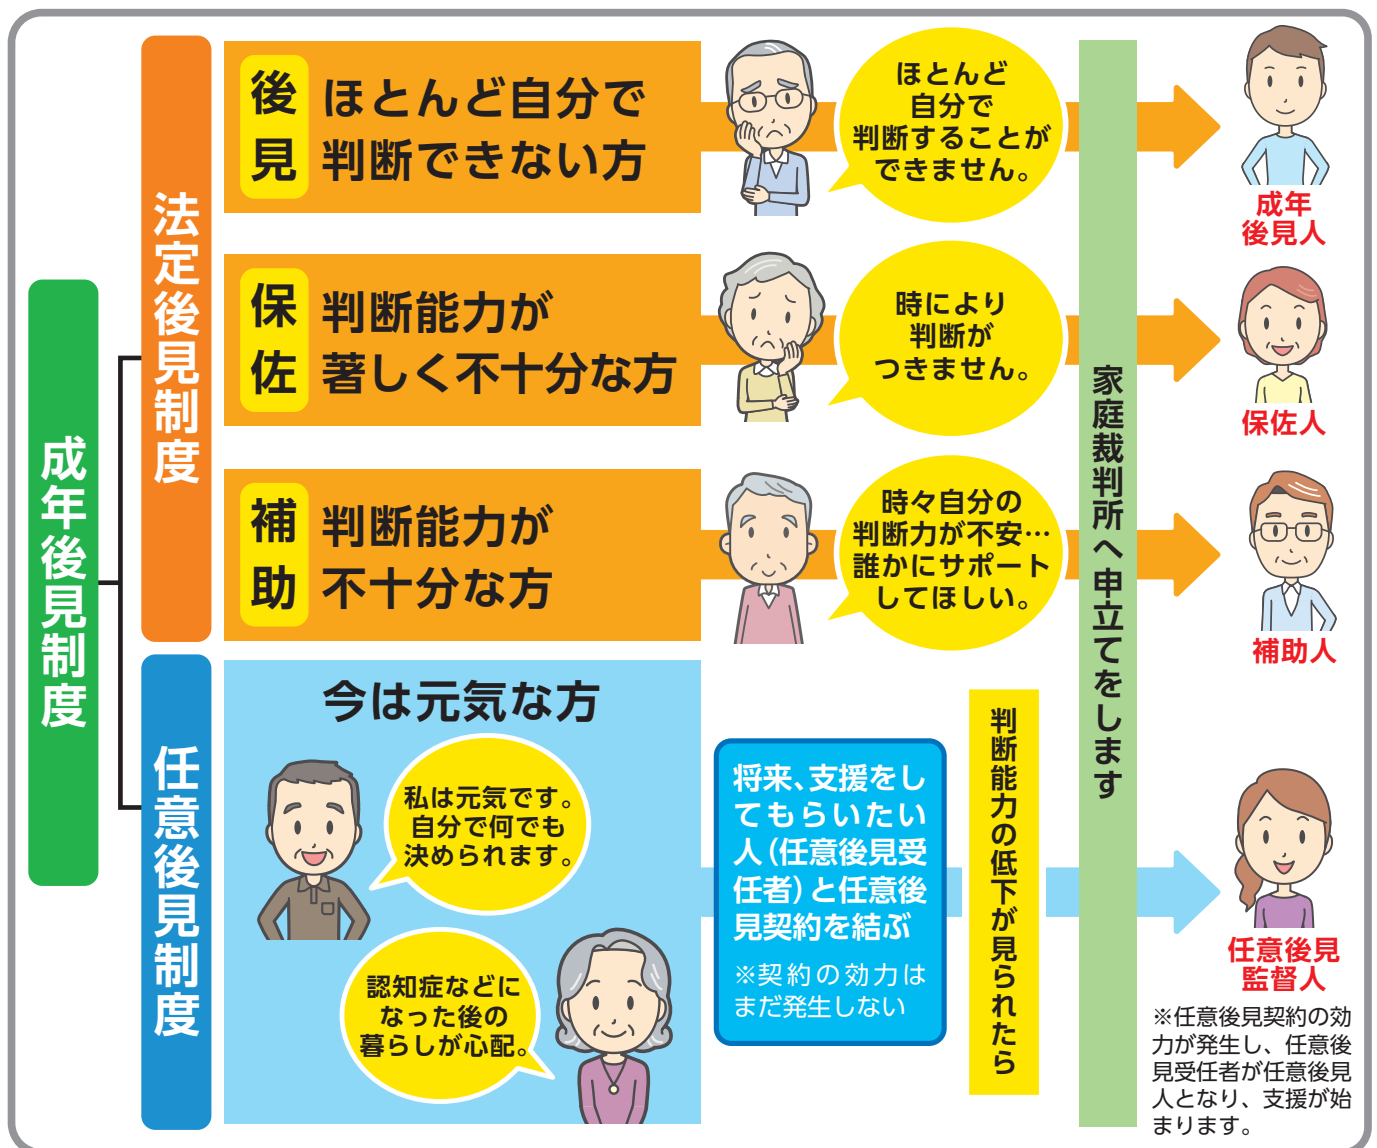 成年後見制度
法定後見制度
後見
ほとんど自分で
判断できない方
ほとんど
自分で
判断することが
できません。
成年
後見人
保佐
判断能力が
著しく不十分な方
時により
判断が
つきません。
保佐人
補助
判断能力が
不十分な方
時々自分の
判断力が不安…
誰かにサポート
してほしい。
補助人
家庭裁判所へ申立てをします
任意後見制度
今は元気な方
私は元気です。
自分で何でも
決められます。
認知症などに
なった後の
暮らしが心配。
将来、支援をし
てもらいたい
人（任意後見受
任者）と任意後
見契約を結ぶ
※契約の効力は
まだ発生しない
判断能力の低下が見られたら
任意後見
監督人
※任意後見契約の効
力が発生し、任意後
見受任者が任意後見
人となり、支援が始
まります。